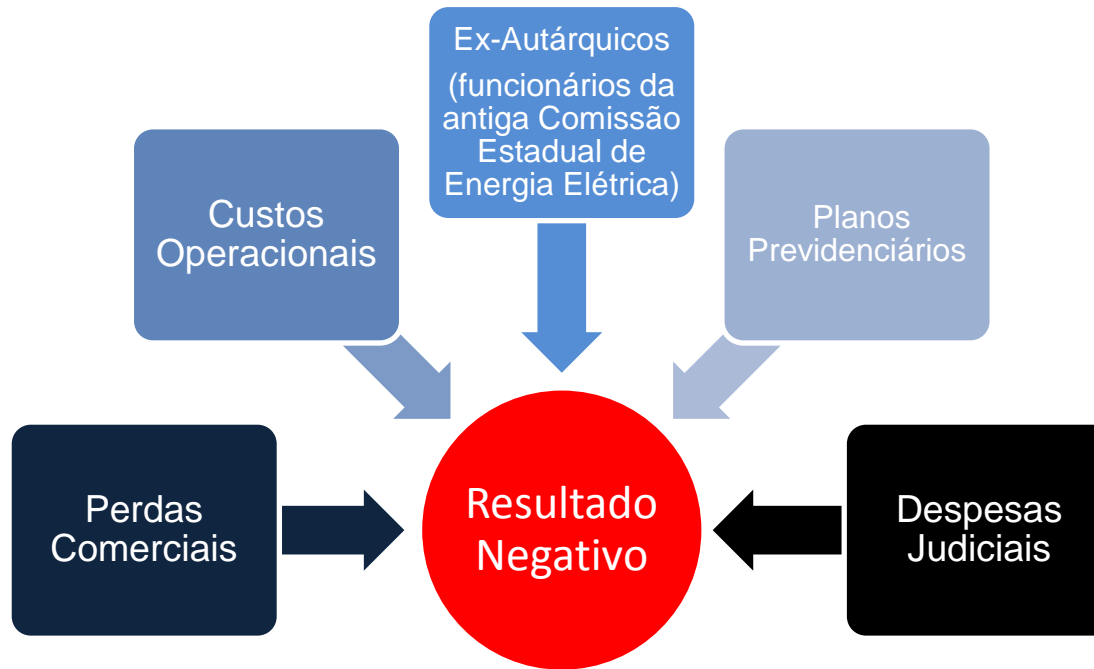 Ex-Autárquicos
(funcionários da
antiga Comissão
Estadual de
Energia Elétrica)
Custos
Operacionais
Planos
Previdenciários
Perdas
Comerciais
Resultado
Negativo
Despesas
Judiciais